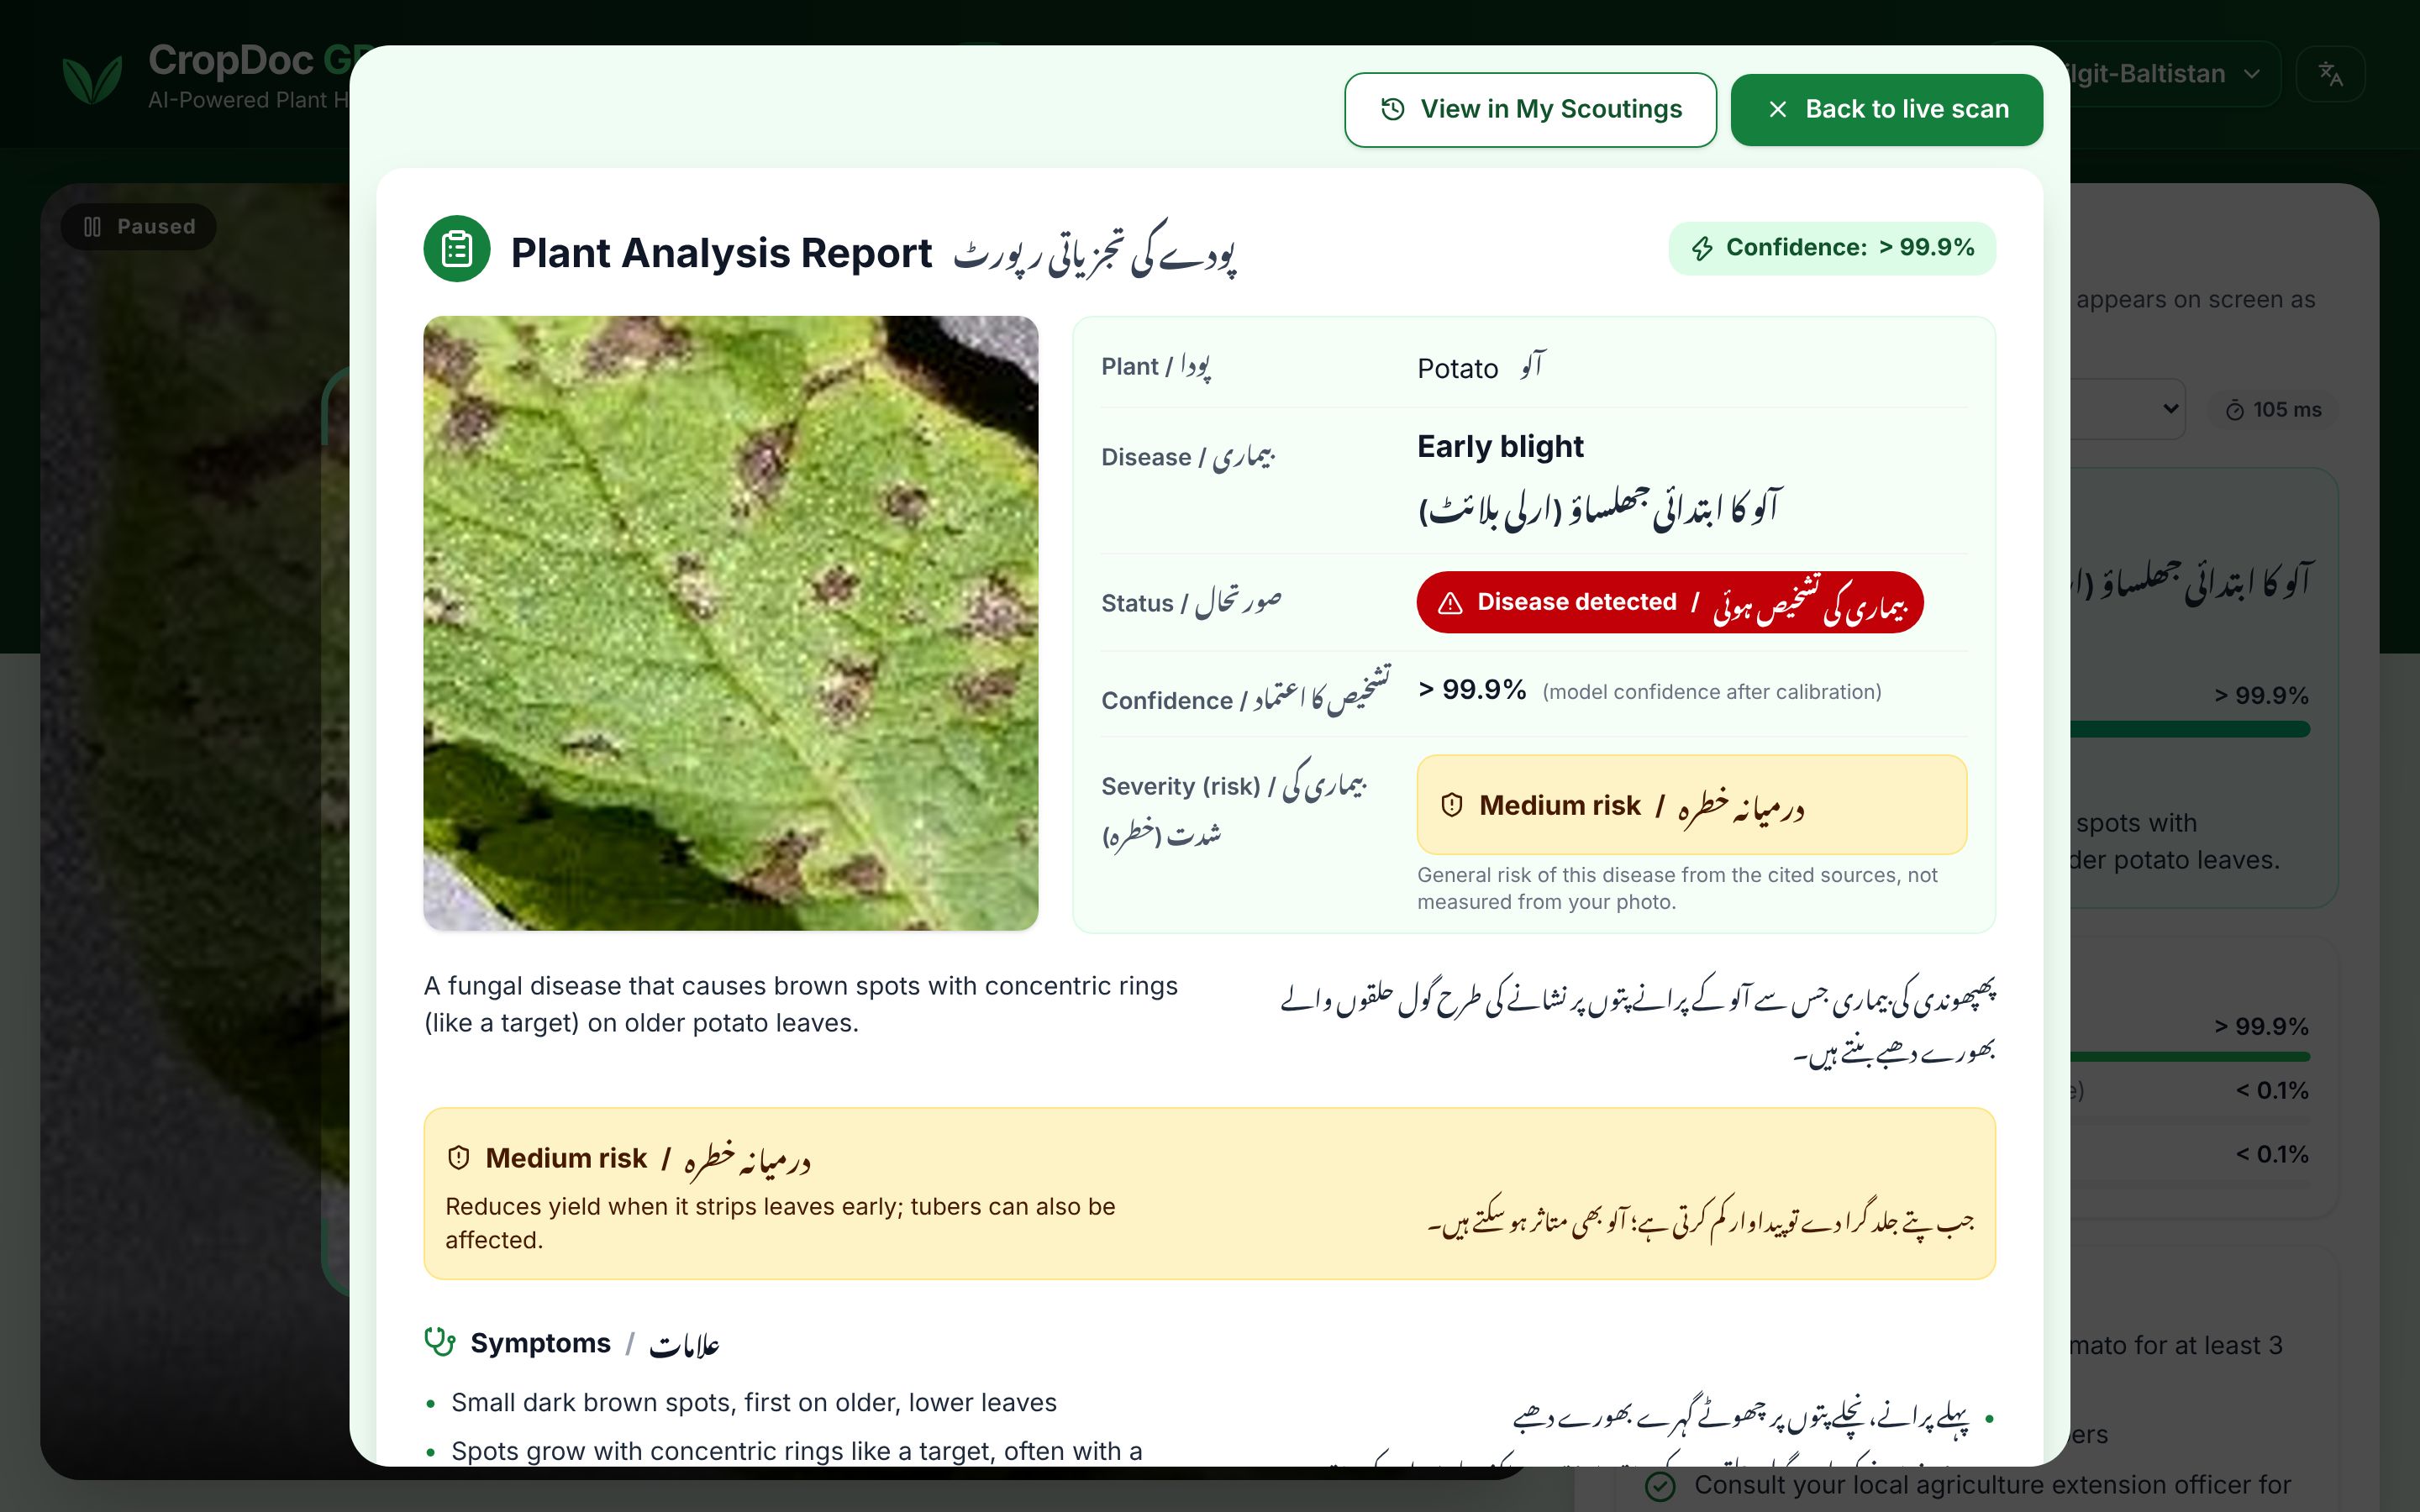 CropDoc
AI-Powered Plant H
ilgit-Baltistan
View in My Scoutings
Back to live scan
Paused
Plant Analysis Report پودے کی تجزیاتی رپورٹ
Confidence: > 99.9%
appears on screen as
105 ms
Plant / پودا
Potato آلو
Disease / بیماری
Early blight
آلو کا ابتدائی جھلساؤ (ارلی بلائٹ)
Status / صورتحال
Disease detected / بیماری کی تشخیص ہوئی
Confidence / تشخیص کا اعتماد
> 99.9% (model confidence after calibration)
Severity (risk) / بیماری کی
شدت (خطرہ)
Medium risk / درمیانہ خطرہ
General risk of this disease from the cited sources, not
measured from your photo.
آلو کا ابتدائی جھلساؤ
> 99.9%
spots with
der potato leaves.
A fungal disease that causes brown spots with concentric rings
(like a target) on older potato leaves.
پھپھوندی کی بیماری جس سے آلو کے پرانے پتوں پر نشانے کی طرح گول حلقوں والے
بھورے دھبے بنتے ہیں۔
> 99.9%
< 0.1%
< 0.1%
Medium risk / درمیانہ خطرہ
Reduces yield when it strips leaves early; tubers can also be
affected.
جب پتے جلد گرا دے تو پیداوار کم کرتی ہے؛ آلو بھی متاثر ہو سکتے ہیں۔
Symptoms / علامات
Small dark brown spots, first on older, lower leaves
پہلے پرانے، نچلے پتوں پر چھوٹے گہرے بھورے دھبے
Spots grow with concentric rings like a target, often with a
mato for at least 3
ers
Consult your local agriculture extension officer for